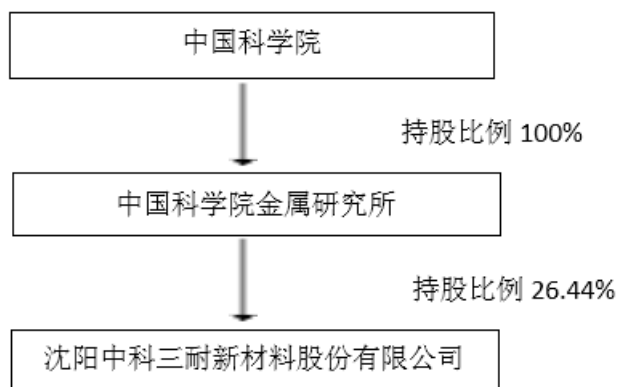 中国科学院
持股比例 100%
中国科学院金属研究所
持股比例 26.44%
沈阳中科三耐新材料股份有限公司